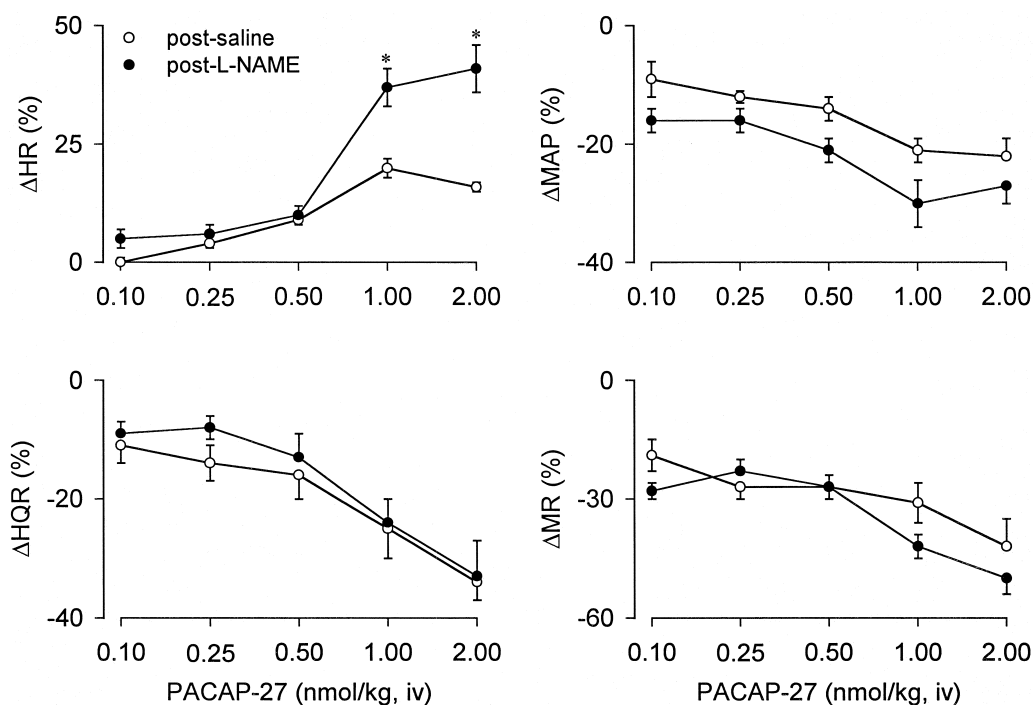 50
25
0
ΔHR (%)
post-saline
post-L-NAME
*
*
0.10 0.25 0.50 1.00 2.00
0
-20
-40
ΔMAP (%)
0.10 0.25 0.50 1.00 2.00
0
-20
-40
ΔHQR (%)
0.10 0.25 0.50 1.00 2.00
PACAP-27 (nmol/kg, iv)
0
-30
-60
ΔMR (%)
0.10 0.25 0.50 1.00 2.00
PACAP-27 (nmol/kg, iv)